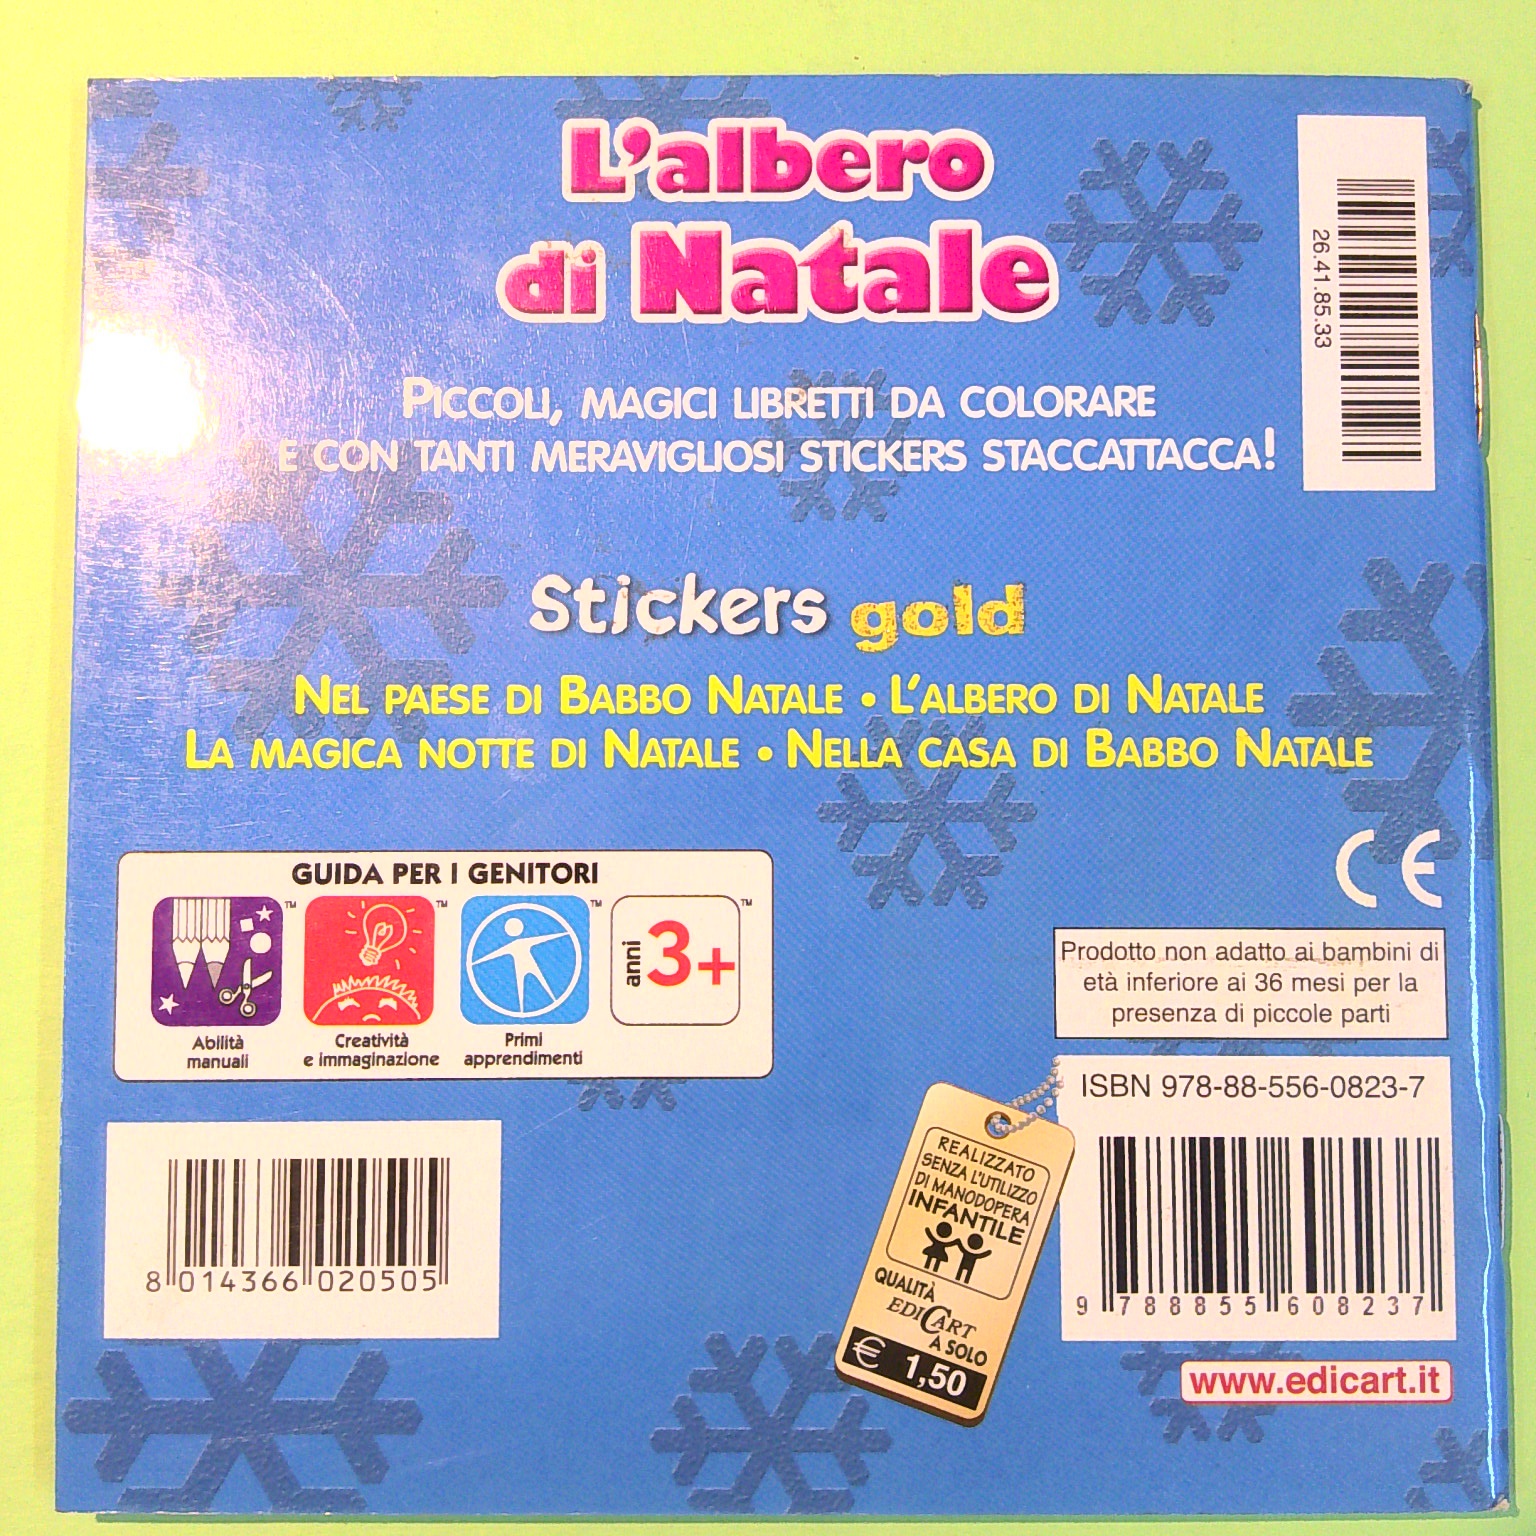 L'albero
di Natale
26.41.85.33
Piccoli, magici libretti da colorare
e con tanti meravigliosi stickers staccattacca!
Stickers gold
Nel paese di Babbo Natale • L'albero di Natale
La magica notte di Natale • Nella casa di Babbo Natale
CE
GUIDA PER I GENITORI
TM TM TM TM
anni 3+
Abilità
manuali
Creatività
e immaginazione
Primi
apprendimenti
Prodotto non adatto ai bambini di
età inferiore ai 36 mesi per la
presenza di piccole parti
ISBN 978-88-556-0823-7
9 788855 608237
8 014366 020505
REALIZZATO
SENZA L'UTILIZZO
DI MANODOPERA
INFANTILE
QUALITÀ
EDICART
A SOLO
€ 1,50
www.edicart.it